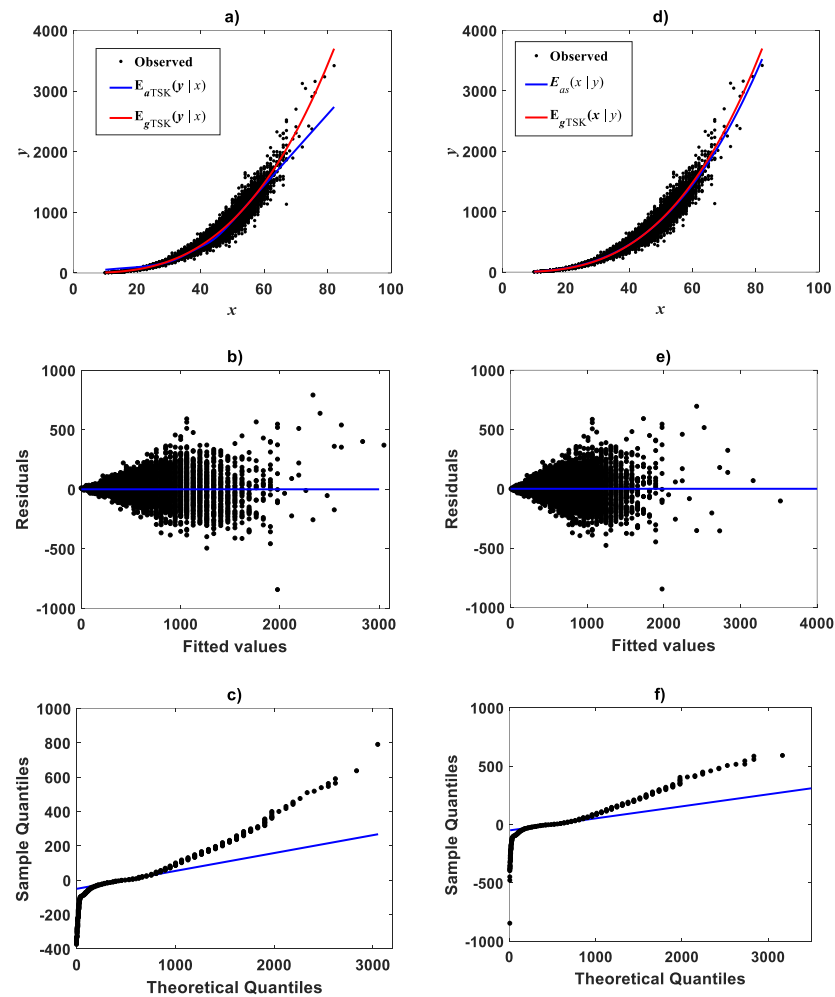 a)
4000
3000
2000
1000
0
y
Observed
E_aTSK(y | x)
E_gTSK(y | x)
0 20 40 60 80 100
x
d)
4000
3000
2000
1000
0
y
Observed
E_as(x | y)
E_gTSK(x | y)
0 20 40 60 80 100
x
b)
1000
500
0
-500
-1000
Residuals
0 1000 2000 3000
Fitted values
e)
1000
500
0
-500
-1000
Residuals
0 1000 2000 3000 4000
Fitted values
c)
1000
800
600
400
200
0
-200
-400
Sample Quantiles
0 1000 2000 3000
Theoretical Quantiles
f)
1000
500
0
-500
-1000
Sample Quantiles
0 1000 2000 3000
Theoretical Quantiles